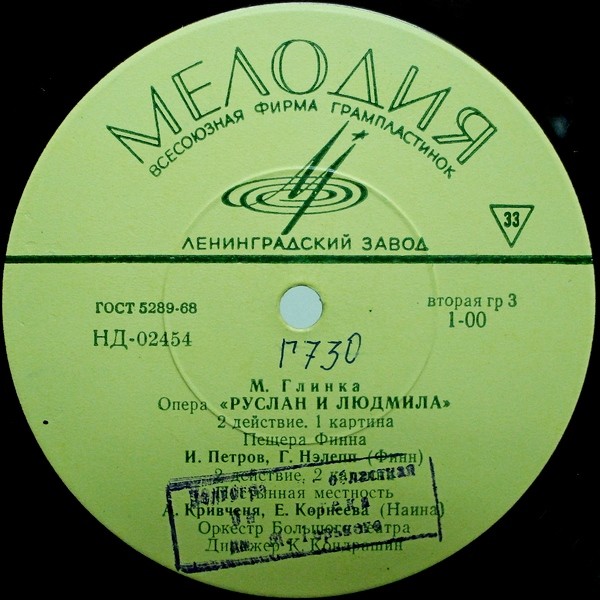 МЕЛОДИЯ
ВСЕСОЮЗНАЯ ФИРМА ГРАМПЛАСТИНОК
33
ЛЕНИНГРАДСКИЙ ЗАВОД
ГОСТ 5289-68
вторая гр 3
НД-02454
1-00
Г730
М. Глинка
Опера «РУСЛАН И ЛЮДМИЛА»
2 действие, 1 картина
Пещера Финна
И. Петров, Г. Нэлепп (Финн)
2 действие, 2
областная
местность
А. Кривченя, Е. Корнеева (Наина)
Оркестр Большого театра
Дирижер К. Кондрашин